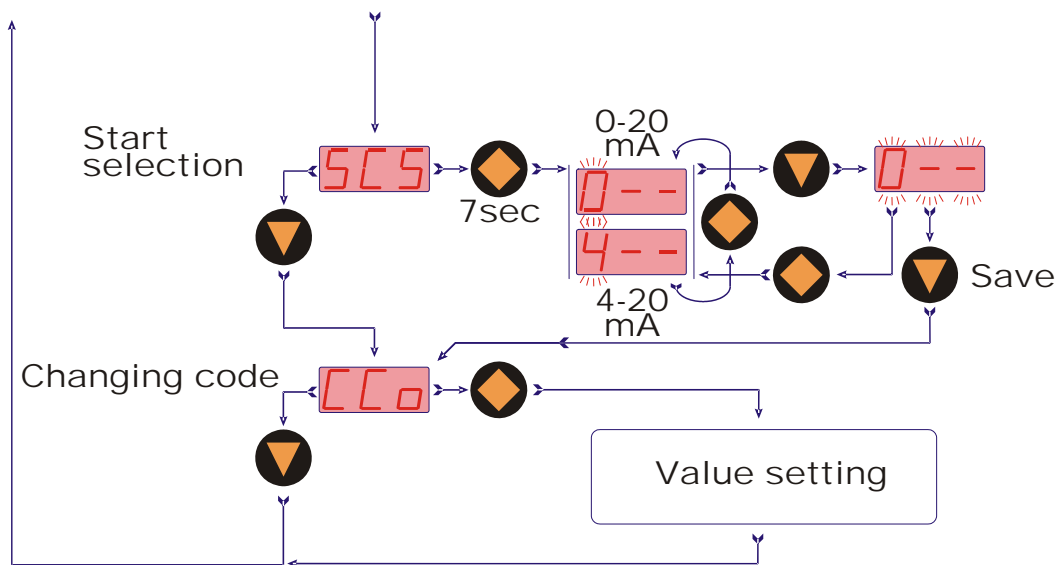 0-20
mA
Start
selection
SCS
7sec
0--
0--
4--
4-20
mA
Save
Changing code
CCo
Value setting